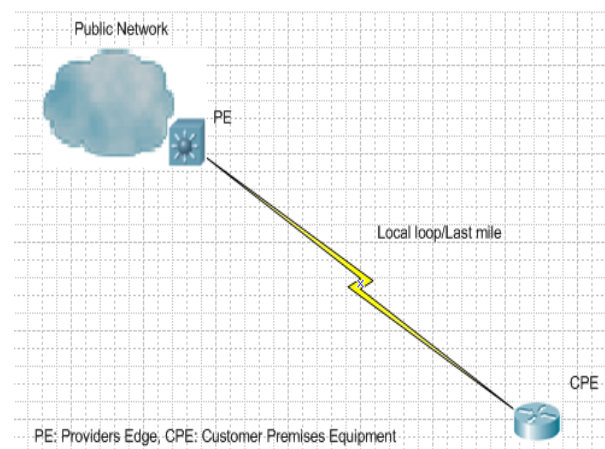 Public Network
PE
Local loop/Last mile
CPE
PE: Providers Edge, CPE: Customer Premises Equipment